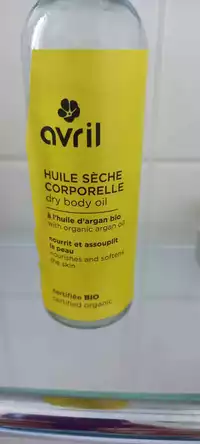 avril
HUILE SÈCHE
CORPORELLE
dry body oil
à l'huile d'argan bio
with organic argan oil
nourrit et assouplit
la peau
nourishes and softens
the skin
certifiée BIO
certified organic